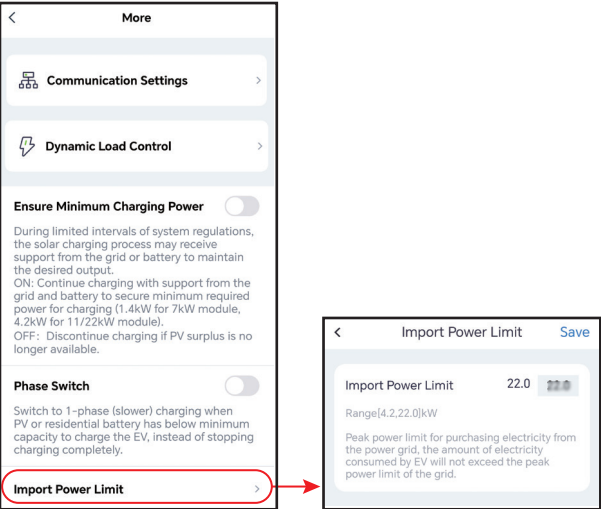 More
Communication Settings
Dynamic Load Control
Ensure Minimum Charging Power
During limited intervals of system regulations,
the solar charging process may receive
support from the grid or battery to maintain
the desired output.
ON: Continue charging with support from the
grid and battery to secure minimum required
power for charging (1.4kW for 7kW module,
4.2kW for 11/22kW module).
OFF: Discontinue charging if PV surplus is no
longer available.
Phase Switch
Switch to 1-phase (slower) charging when
PV or residential battery has below minimum
capacity to charge the EV, instead of stopping
charging completely.
Import Power Limit
Import Power Limit Save
Import Power Limit 22.0 22.0
Range[4.2,22.0]kW
Peak power limit for purchasing electricity from
the power grid, the amount of electricity
consumed by EV will not exceed the peak
power limit of the grid.